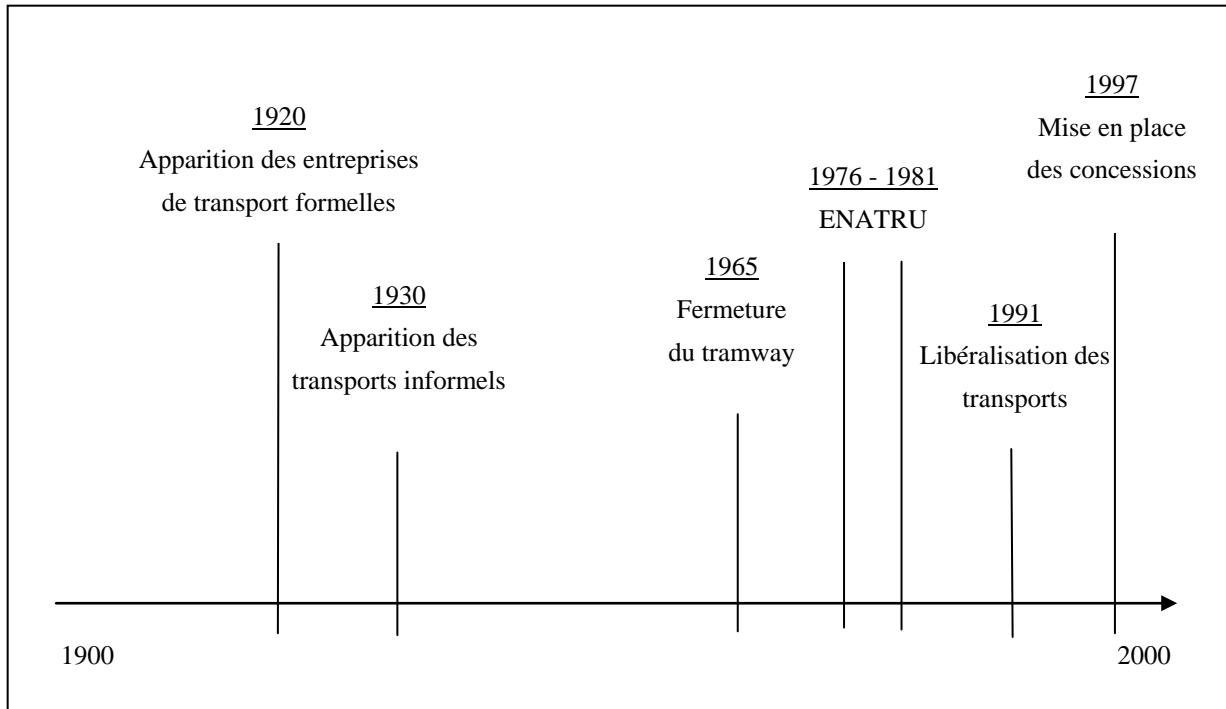 1920
Apparition des entreprises
de transport formelles
1930
Apparition des
transports informels
1965
Fermeture
du tramway
1976 - 1981
ENATRU
1991
Libéralisation des
transports
1997
Mise en place
des concessions
1900
2000